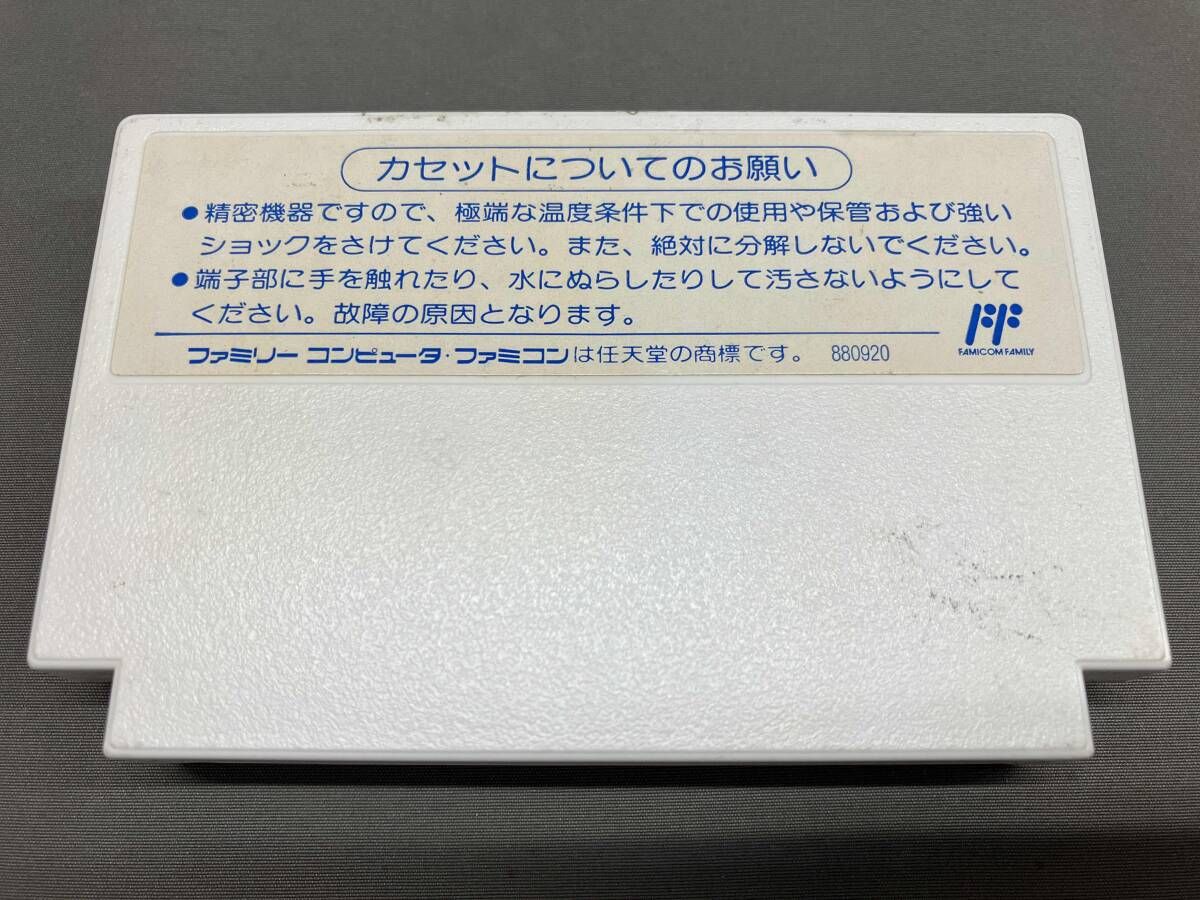 カセットについてのお願い
●精密機器ですので、極端な温度条件下での使用や保管および強い
ショックをさけてください。また、絶対に分解しないでください。
●端子部に手を触れたり、水にぬらしたりして汚さないようにして
ください。故障の原因となります。
FAMICOM FAMILY
ファミリー コンピュータ・ファミコンは任天堂の商標です。 880920